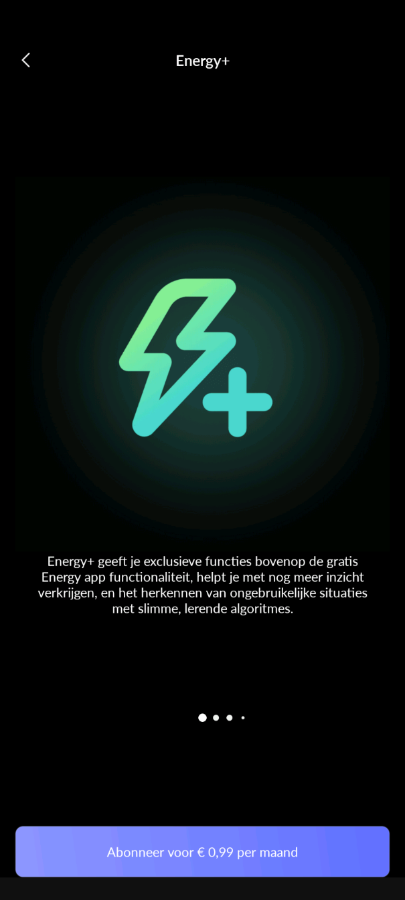 Energy+
Energy+ geeft je exclusieve functies bovenop de gratis
Energy app functionaliteit, helpt je met nog meer inzicht
verkrijgen, en het herkennen van ongebruikelijke situaties
met slimme, lerende algoritmes.
Abonneer voor € 0,99 per maand